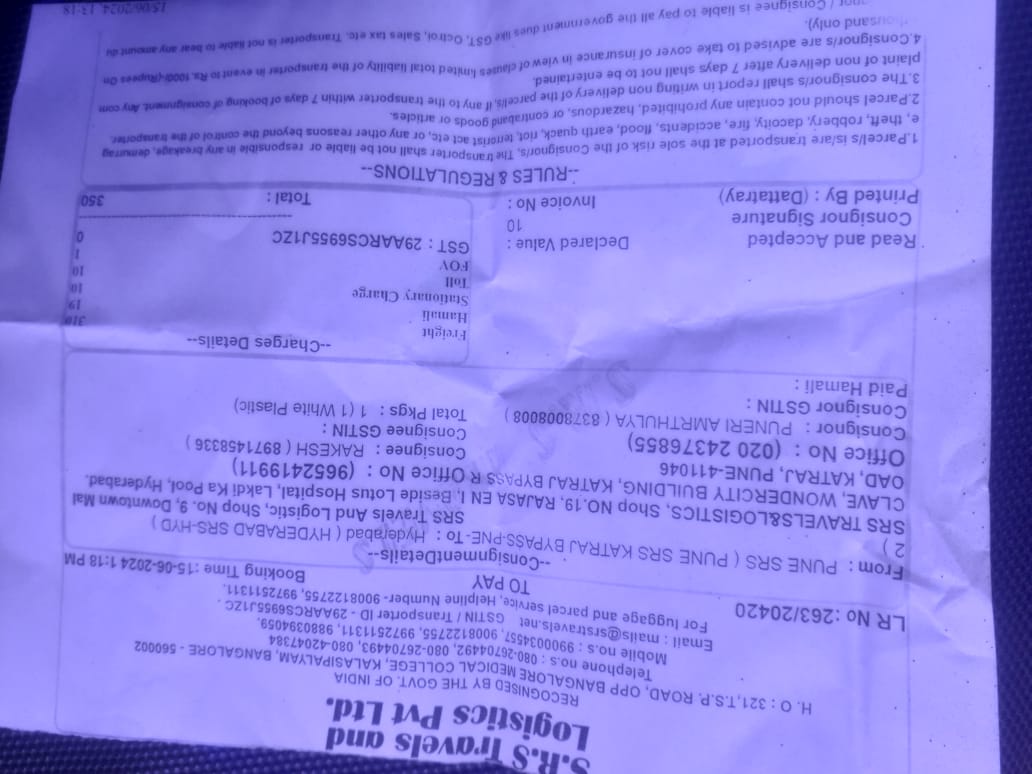 S.R.S Travels and
Logistics Pvt Ltd.
RECOGNISED BY THE GOVT. OF INDIA
H. O : 321,T.S.P. ROAD, OPP BANGALORE MEDICAL COLLEGE, KALASIPALYAM, BANGALORE - 560002
Telephone no.s : 080-26704492, 080-26704493, 080-42047384
Mobile no.s : 9900034557, 9008122755, 9972511311, 9880394059.
Email : mails@srstravels.net GSTIN / Transporter ID - 29AARCS6955J1ZC .
For luggage and parcel service, Helpline Number- 9008122755, 9972511311.
LR No :263/20420 TO PAY Booking Time :15-06-2024 1:18 PM
--ConsignmentDetails--
From : PUNE SRS ( PUNE SRS KATRAJ BYPASS-PNE-2 ) To : Hyderabad ( HYDERABAD SRS-HYD )
SRS TRAVELS&LOGISTICS, Shop NO.19, RAJASA EN SRS Travels And Logistic, Shop No. 9, Downtown Mal
CLAVE, WONDERCITY BUILDING, KATRAJ BYPASS R l, Beside Lotus Hospital, Lakdi Ka Pool, Hyderabad.
OAD, KATRAJ, PUNE-411046 Office No : (9652419911)
Office No : (020 24376855)
Consignor : PUNERI AMRTHULYA ( 8378008008 ) Consignee : RAKESH ( 8971458336 )
Consignor GSTIN : Consignee GSTIN :
Paid Hamali : Total Pkgs : 1 (1 White Plastic)
--Charges Details--
Freight 310
Hamali 19
Stationary Charge 10
Toll 10
FOV 1
GST : 29AARCS6955J1ZC 0
Total : 350
Read and Accepted Declared Value :
Consignor Signature 10
Printed By : (Dattatray) Invoice No :
--RULES & REGULATIONS--
1.Parcel/s is/are transported at the sole risk of the Consignor/s, The transporter shall not be liable or responsible in any breakage, demurrag
e, theft, robbery, dacoity, fire, accidents, flood, earth quack, riot, terrorist act etc, or any other reasons beyond the control of the transporter.
2.Parcel should not contain any prohibited, hazardous, or contraband goods or articles.
3.The consignor/s shall report in writing non delivery of the parcel/s, if any to the transporter within 7 days of booking of consignment. Any com
plaint of non delivery after 7 days shall not to be entertained.
4.Consignor/s are advised to take cover of insurance in view of clauses limited total liability of the transporter in event to Rs. 1000/-(Rupees On
thousand only).
Consignee is liable to pay all the government dues like GST, Octroi, Sales tax etc. Transporter is not liable to bear any amount du
15/06/2024, 13:18